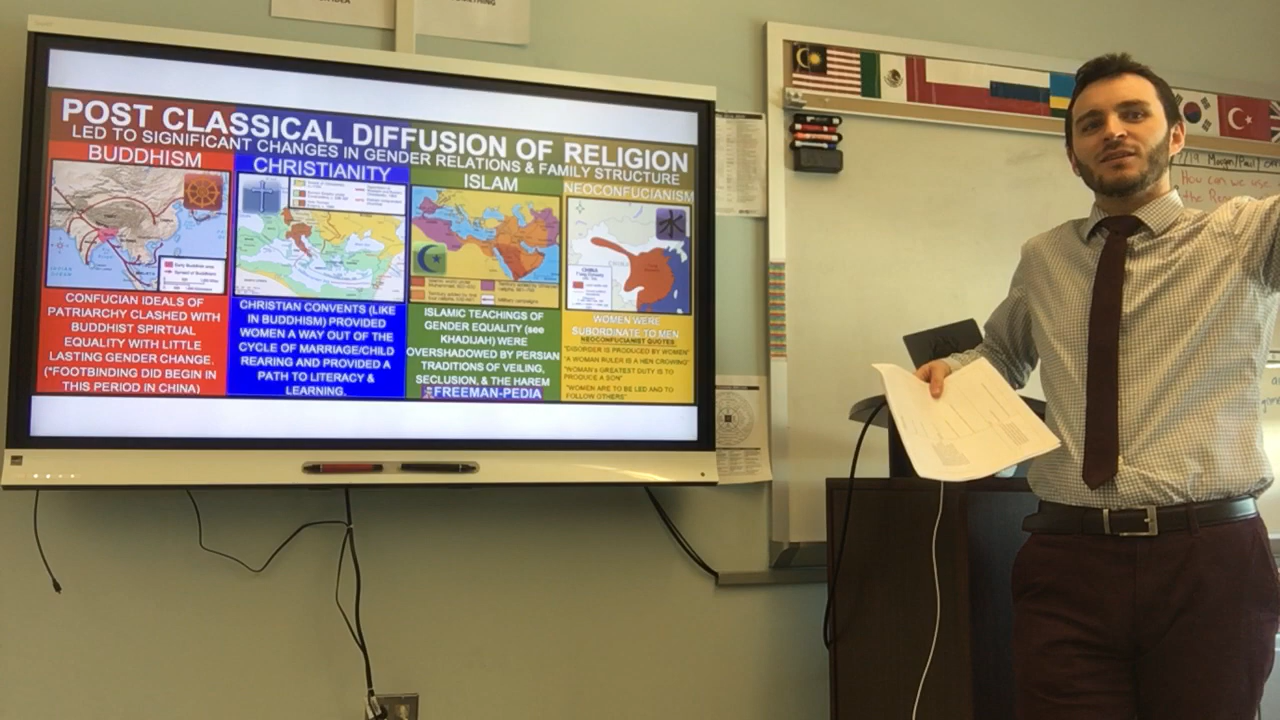 POST CLASSICAL DIFFUSION OF RELIGION
LED TO SIGNIFICANT CHANGES IN GENDER RELATIONS & FAMILY STRUCTURE
BUDDHISM
CONFUCIAN IDEALS OF
PATRIARCHY CLASHED WITH
BUDDHIST SPIRTUAL
EQUALITY WITH LITTLE
LASTING GENDER CHANGE.
(*FOOTBINDING DID BEGIN IN
THIS PERIOD IN CHINA)
CHRISTIANITY
CHRISTIAN CONVENTS (LIKE
IN BUDDHISM) PROVIDED
WOMEN A WAY OUT OF THE
CYCLE OF MARRIAGE/CHILD
REARING AND PROVIDED A
PATH TO LITERACY &
LEARNING.
ISLAM
ISLAMIC TEACHINGS OF
GENDER EQUALITY (see
KHADIJAH) WERE
OVERSHADOWED BY PERSIAN
TRADITIONS OF VEILING,
SECLUSION, & THE HAREM
FREEMAN-PEDIA
NEOCONFUCIANISM
CHINA
WOMEN WERE
SUBORDINATE TO MEN
NEOCONFUCIANIST QUOTES:
"DISORDER IS PRODUCED BY WOMEN"
"A WOMAN RULER IS A HEN CROWING"
"WOMAN'S GREATEST DUTY IS TO
PRODUCE A SON"
"WOMEN ARE TO BE LED AND TO
FOLLOW OTHERS"
How can we use
the